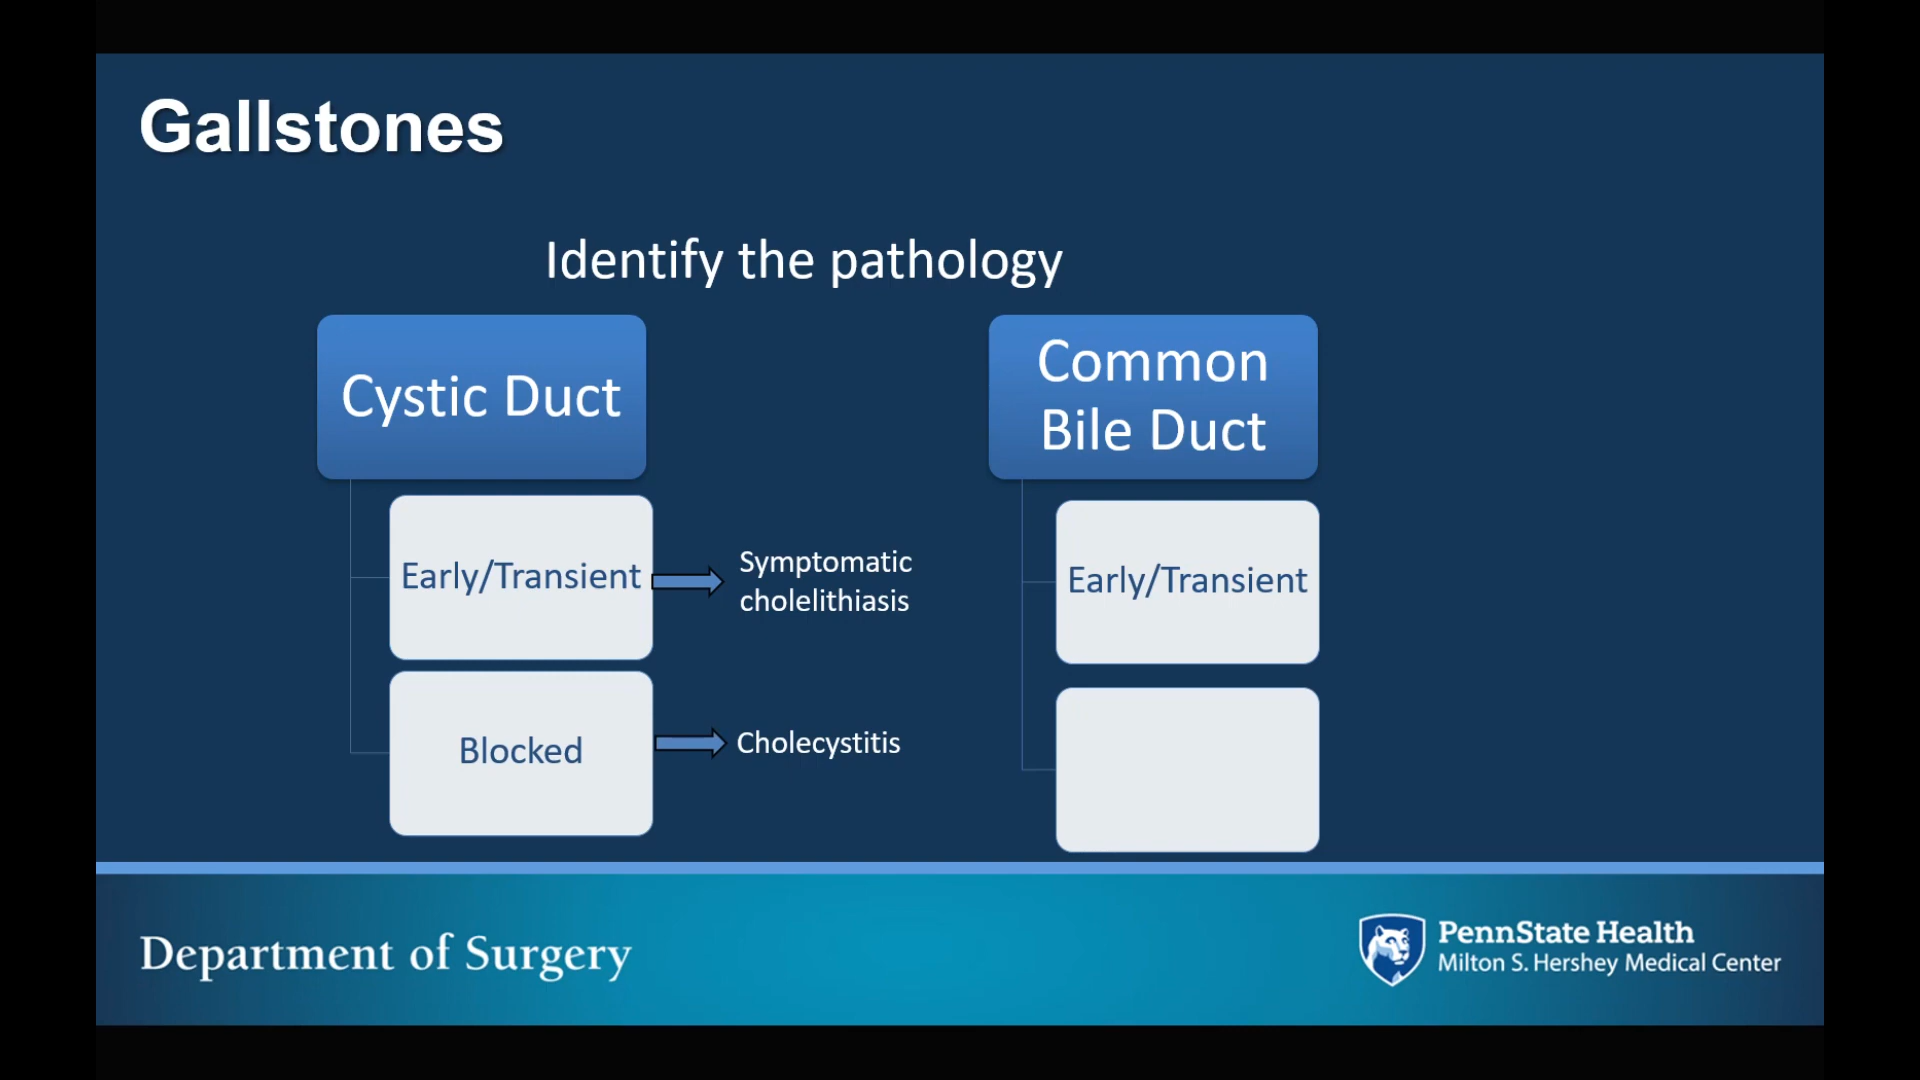 Gallstones
Identify the pathology
Cystic Duct
Early/Transient
Symptomatic
cholelithiasis
Blocked
Cholecystitis
Common
Bile Duct
Early/Transient
Department of Surgery
PennState Health
Milton S. Hershey Medical Center